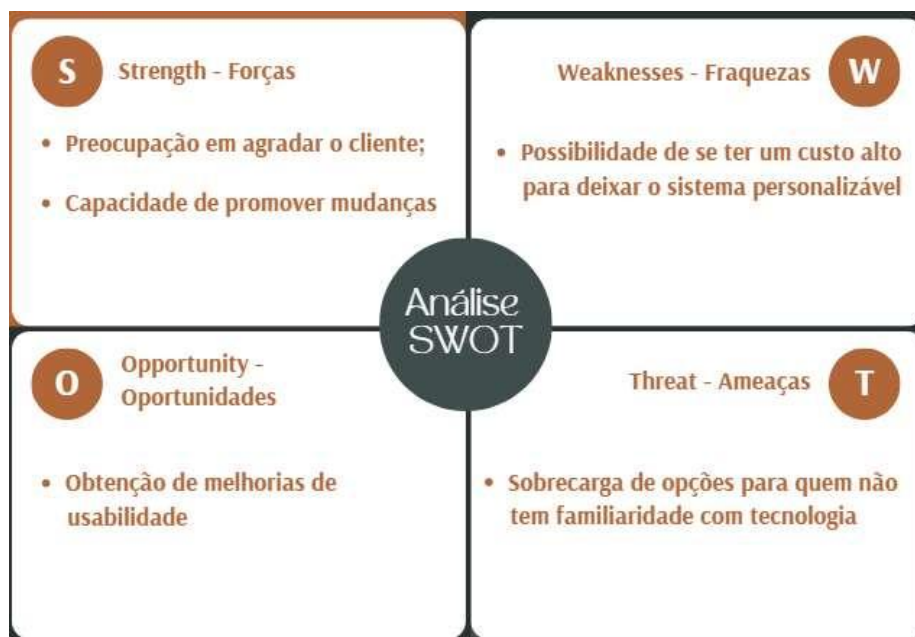 S
Strength - Forças
• Preocupação em agradar o cliente;
• Capacidade de promover mudanças
Weaknesses - Fraquezas
W
• Possibilidade de se ter um custo alto
para deixar o sistema personalizável
Análise
SWOT
O
Opportunity -
Oportunidades
• Obtenção de melhorias de
usabilidade
Threat - Ameaças
T
• Sobrecarga de opções para quem não
tem familiaridade com tecnologia